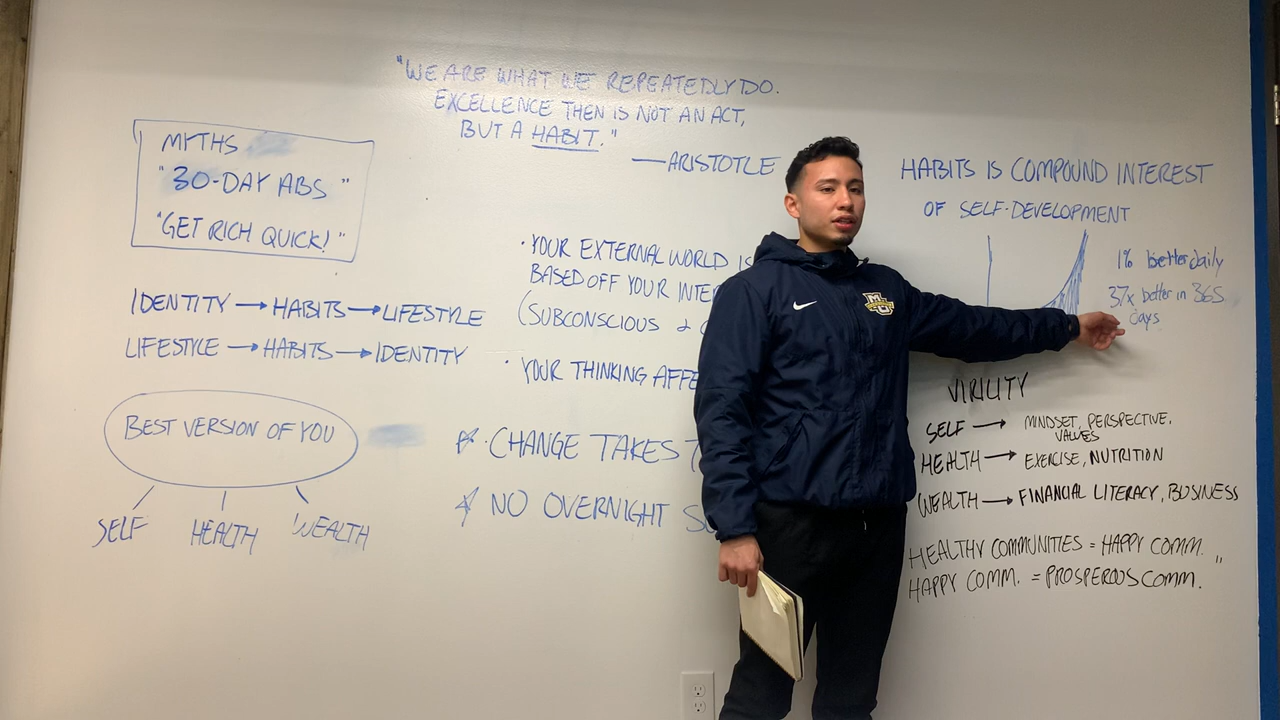 "WE ARE WHAT WE REPEATEDLY DO.
EXCELLENCE THEN IS NOT AN ACT,
BUT A HABIT."
—ARISTOTLE
MYTHS
"30-DAY ABS"
"GET RICH QUICK!"
IDENTITY → HABITS → LIFESTYLE
LIFESTYLE → HABITS → IDENTITY
BEST VERSION OF YOU
SELF HEALTH WEALTH
• YOUR EXTERNAL WORLD IS
BASED OFF YOUR INTE
(SUBCONSCIOUS &
• YOUR THINKING AFFE
CHANGE TAKES
NO OVERNIGHT
HABITS IS COMPOUND INTEREST
OF SELF-DEVELOPMENT
1% better daily
37x better in 365
days
VIRILITY
SELF → MINDSET, PERSPECTIVE,
VALUES
HEALTH → EXERCISE, NUTRITION
WEALTH → FINANCIAL LITERACY, BUSINESS
HEALTHY COMMUNITIES = HAPPY COMM.
HAPPY COMM. = PROSPEROUS COMM. "